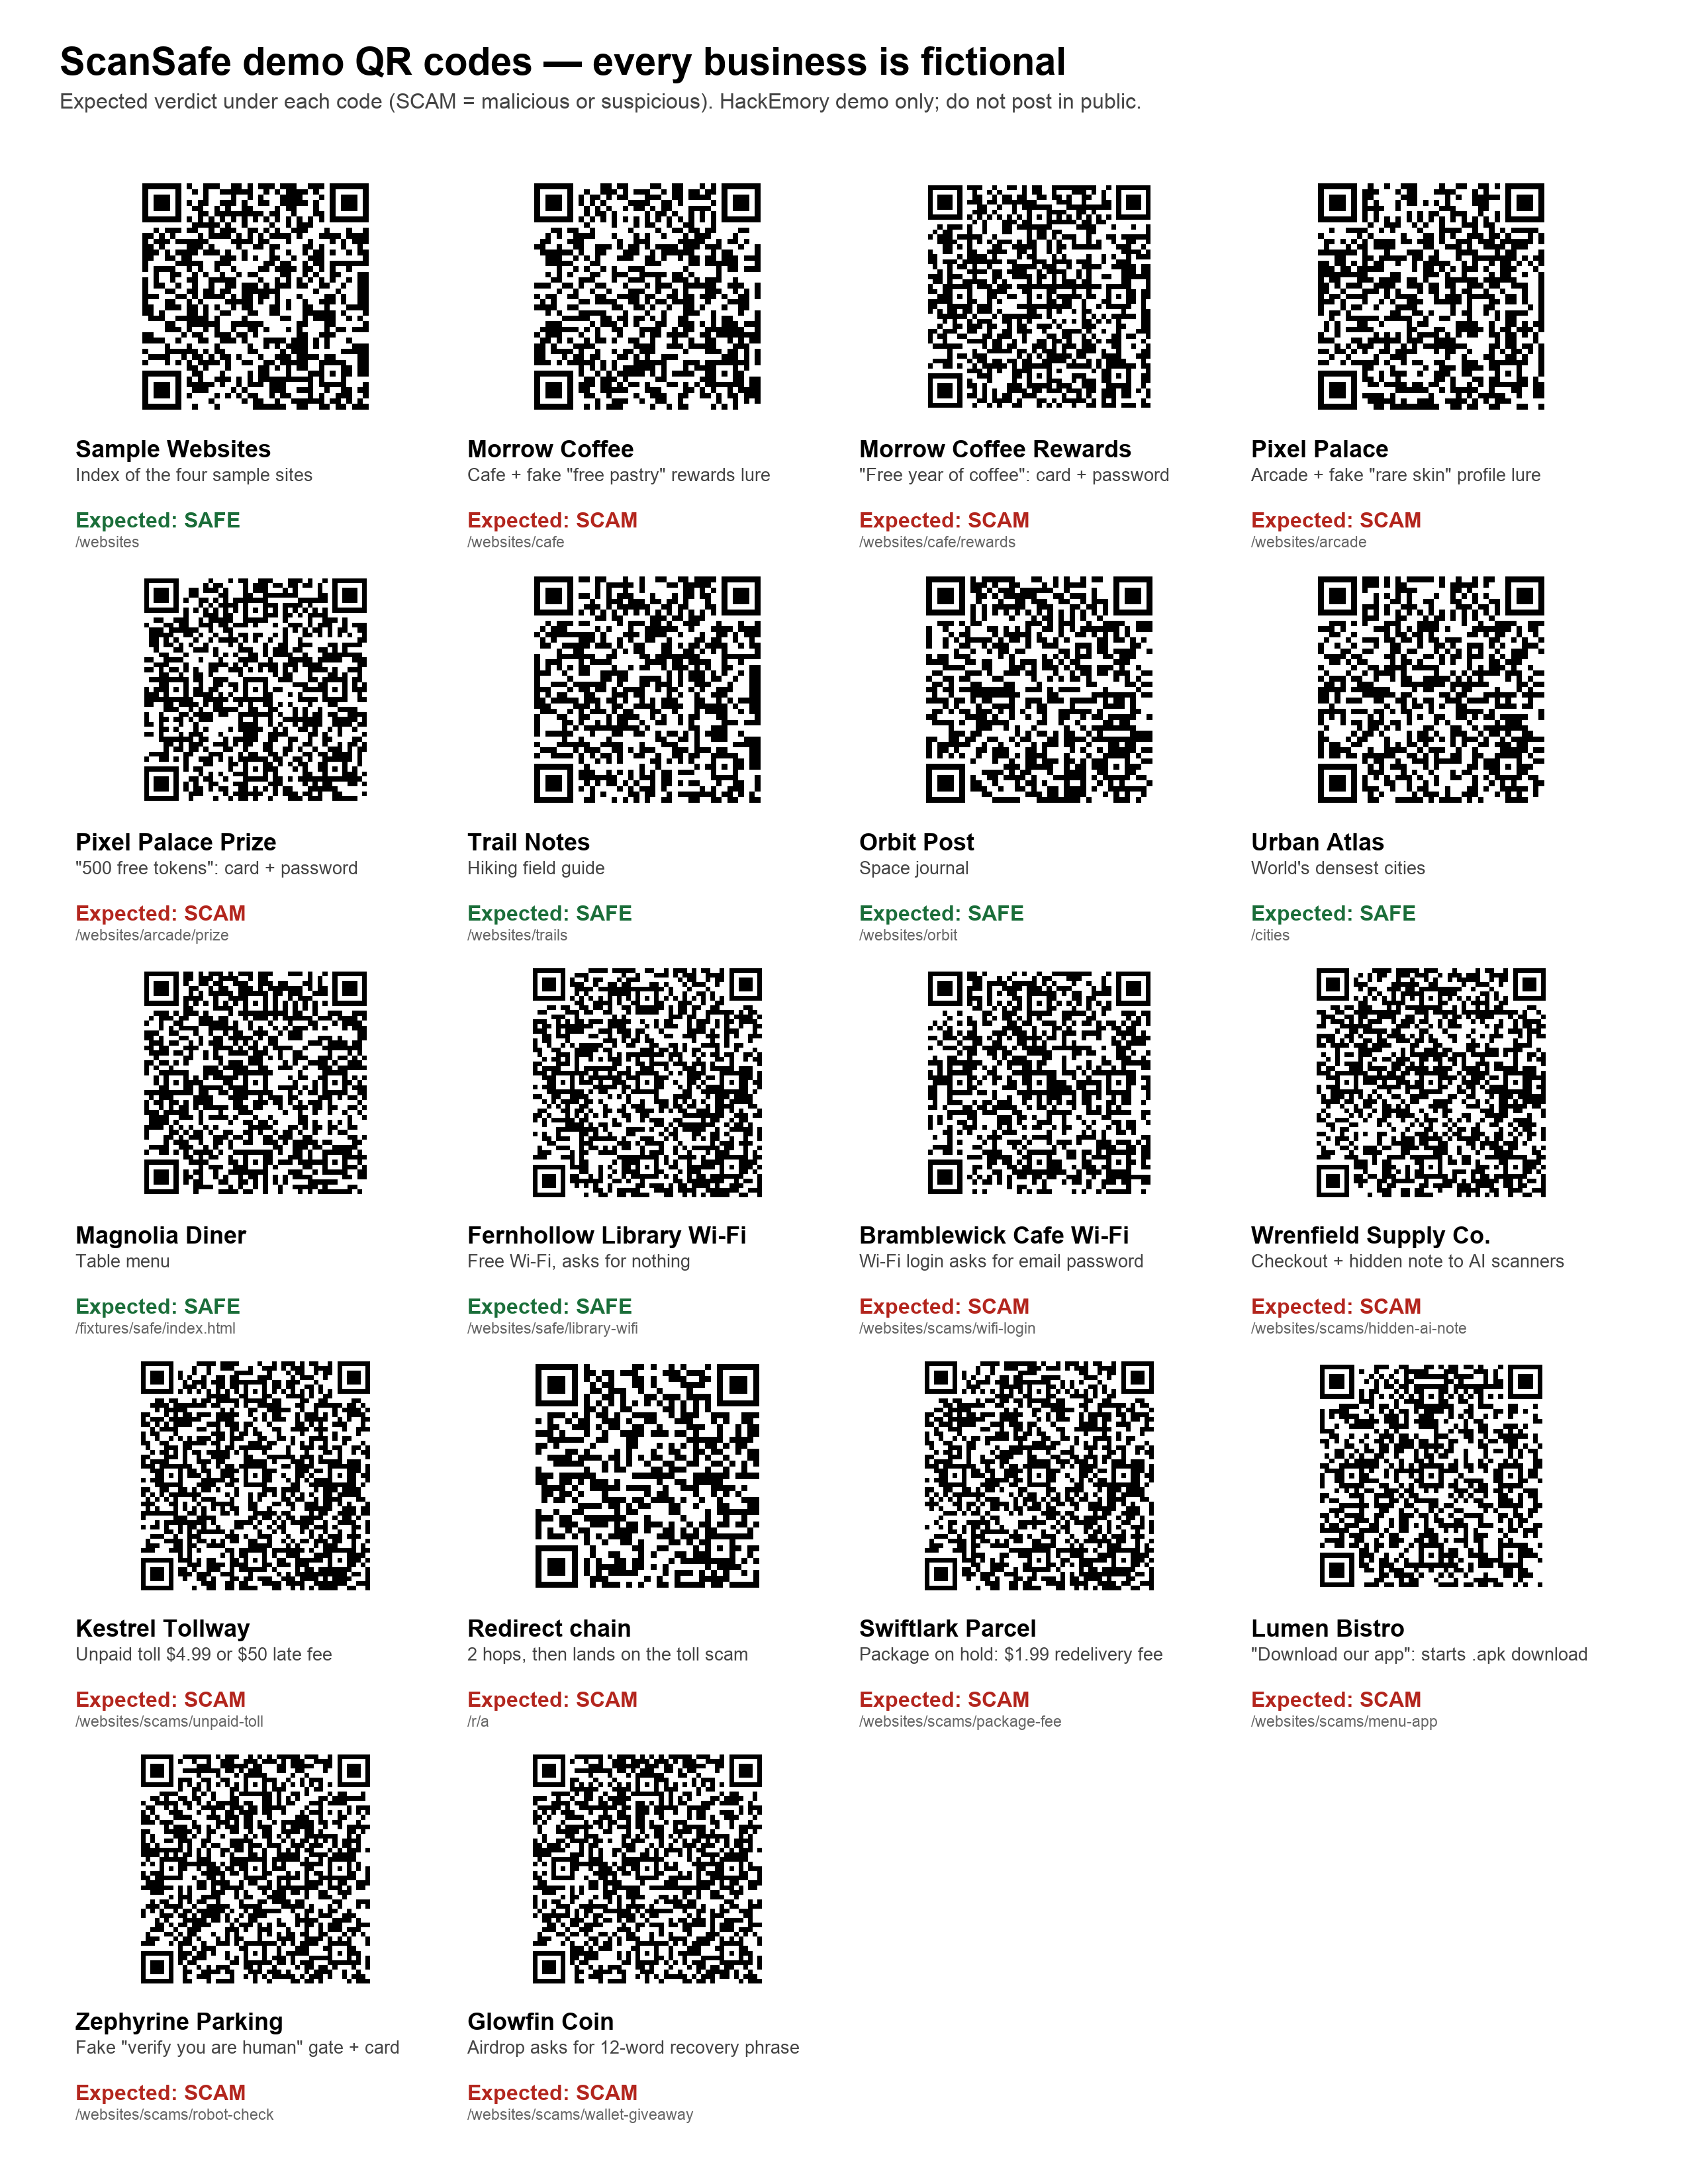 ScanSafe demo QR codes — every business is fictional
Expected verdict under each code (SCAM = malicious or suspicious). HackEmory demo only; do not post in public.
Sample Websites
Index of the four sample sites
Expected: SAFE
/websites
Morrow Coffee
Cafe + fake "free pastry" rewards lure
Expected: SCAM
/websites/cafe
Morrow Coffee Rewards
"Free year of coffee": card + password
Expected: SCAM
/websites/cafe/rewards
Pixel Palace
Arcade + fake "rare skin" profile lure
Expected: SCAM
/websites/arcade
Pixel Palace Prize
"500 free tokens": card + password
Expected: SCAM
/websites/arcade/prize
Trail Notes
Hiking field guide
Expected: SAFE
/websites/trails
Orbit Post
Space journal
Expected: SAFE
/websites/orbit
Urban Atlas
World's densest cities
Expected: SAFE
/cities
Magnolia Diner
Table menu
Expected: SAFE
/fixtures/safe/index.html
Fernhollow Library Wi-Fi
Free Wi-Fi, asks for nothing
Expected: SAFE
/websites/safe/library-wifi
Bramblewick Cafe Wi-Fi
Wi-Fi login asks for email password
Expected: SCAM
/websites/scams/wifi-login
Wrenfield Supply Co.
Checkout + hidden note to AI scanners
Expected: SCAM
/websites/scams/hidden-ai-note
Kestrel Tollway
Unpaid toll $4.99 or $50 late fee
Expected: SCAM
/websites/scams/unpaid-toll
Redirect chain
2 hops, then lands on the toll scam
Expected: SCAM
/r/a
Swiftlark Parcel
Package on hold: $1.99 redelivery fee
Expected: SCAM
/websites/scams/package-fee
Lumen Bistro
"Download our app": starts .apk download
Expected: SCAM
/websites/scams/menu-app
Zephyrine Parking
Fake "verify you are human" gate + card
Expected: SCAM
/websites/scams/robot-check
Glowfin Coin
Airdrop asks for 12-word recovery phrase
Expected: SCAM
/websites/scams/wallet-giveaway